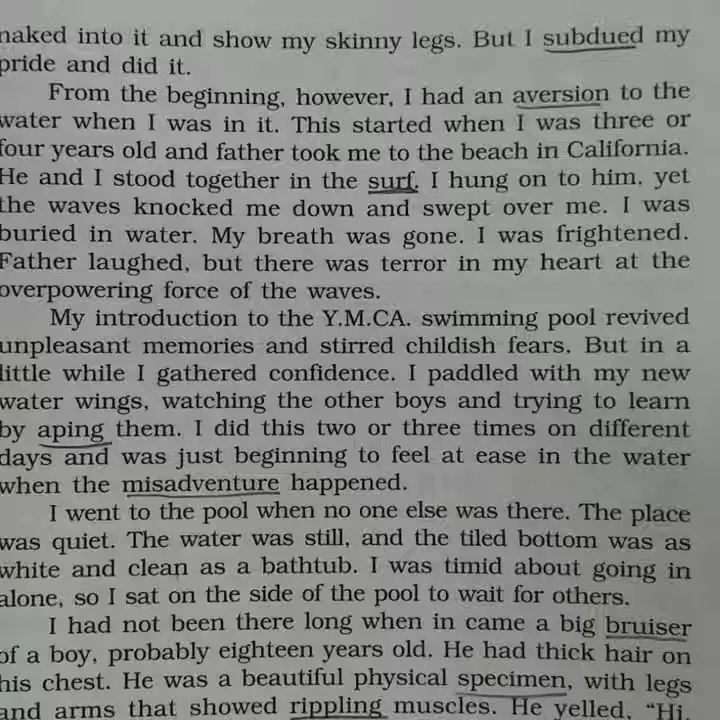 naked into it and show my skinny legs. But I subdued my
pride and did it.
From the beginning, however, I had an aversion to the
water when I was in it. This started when I was three or
four years old and father took me to the beach in California.
He and I stood together in the surf. I hung on to him, yet
the waves knocked me down and swept over me. I was
buried in water. My breath was gone. I was frightened.
Father laughed, but there was terror in my heart at the
overpowering force of the waves.
My introduction to the Y.M.CA. swimming pool revived
unpleasant memories and stirred childish fears. But in a
little while I gathered confidence. I paddled with my new
water wings, watching the other boys and trying to learn
by aping them. I did this two or three times on different
days and was just beginning to feel at ease in the water
when the misadventure happened.
I went to the pool when no one else was there. The place
was quiet. The water was still, and the tiled bottom was as
white and clean as a bathtub. I was timid about going in
alone, so I sat on the side of the pool to wait for others.
I had not been there long when in came a big bruiser
of a boy, probably eighteen years old. He had thick hair on
his chest. He was a beautiful physical specimen, with legs
and arms that showed rippling muscles. He yelled, “Hi,